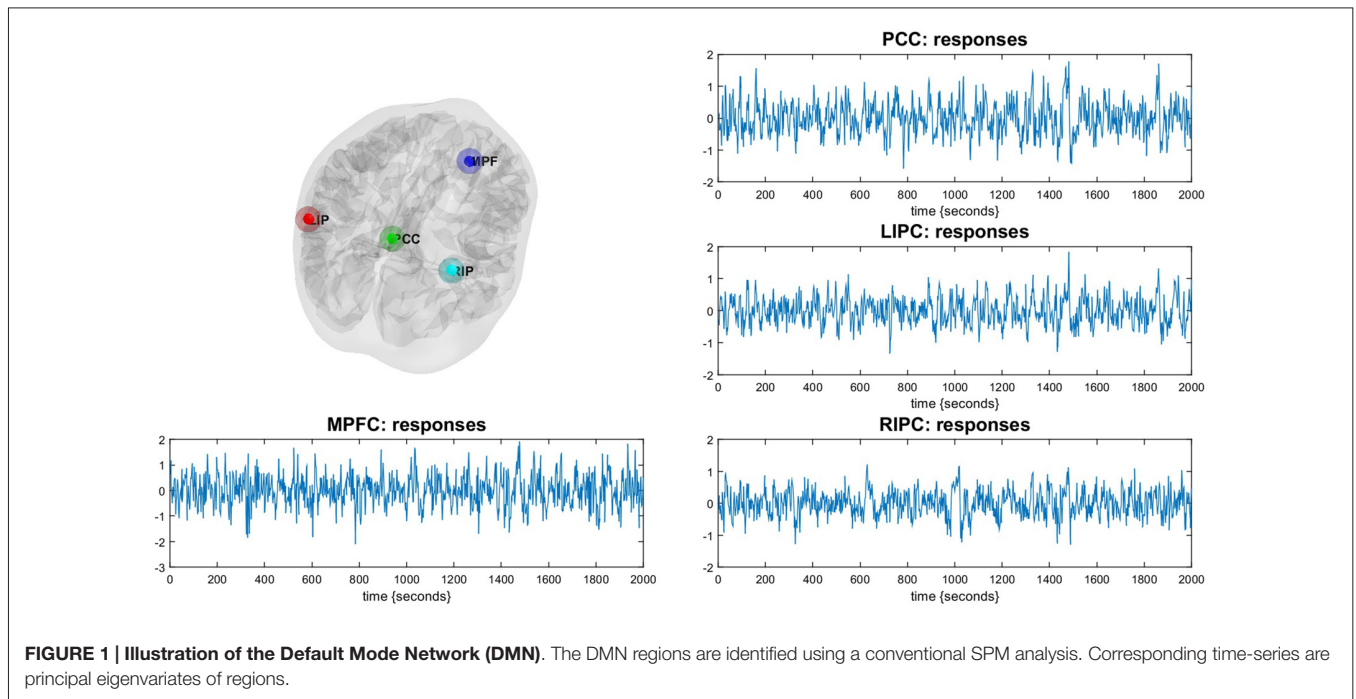 PCC: responses
2
1
0
-1
-2
0 200 400 600 800 1000 1200 1400 1600 1800 2000
time {seconds}
MPF
LIP
PCC
RIP
LIPC: responses
2
1
0
-1
-2
0 200 400 600 800 1000 1200 1400 1600 1800 2000
time {seconds}
MPFC: responses
2
1
0
-1
-2
-3
0 200 400 600 800 1000 1200 1400 1600 1800 2000
time {seconds}
RIPC: responses
2
1
0
-1
-2
0 200 400 600 800 1000 1200 1400 1600 1800 2000
time {seconds}
FIGURE 1 | Illustration of the Default Mode Network (DMN). The DMN regions are identified using a conventional SPM analysis. Corresponding time-series are
principal eigenvariates of regions.